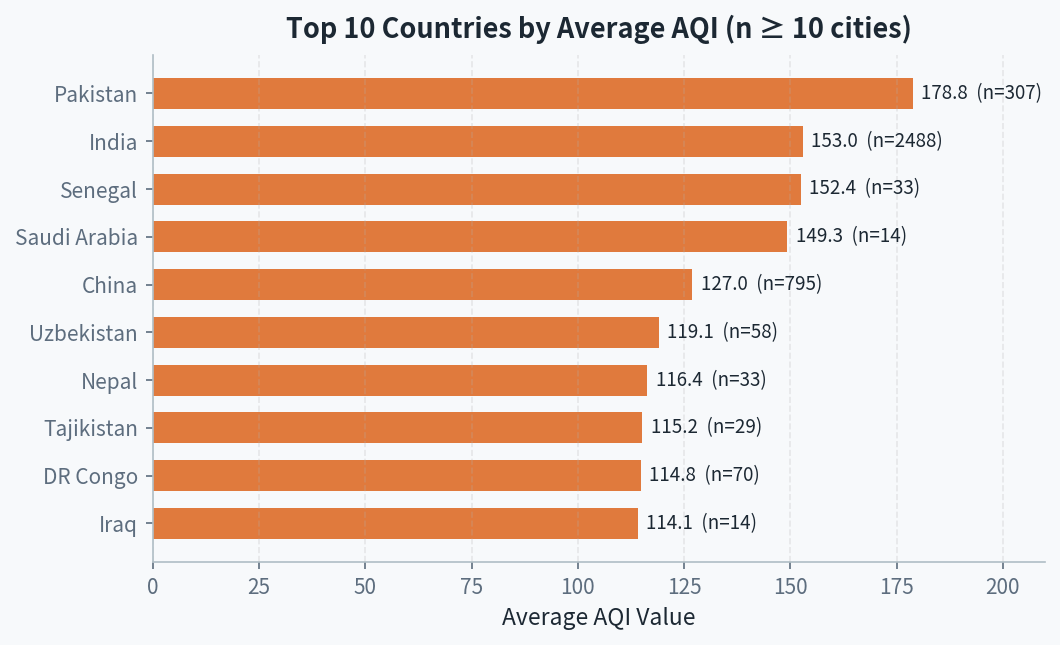 Top 10 Countries by Average AQI (n ≥ 10 cities)
Pakistan 178.8 (n=307)
India 153.0 (n=2488)
Senegal 152.4 (n=33)
Saudi Arabia 149.3 (n=14)
China 127.0 (n=795)
Uzbekistan 119.1 (n=58)
Nepal 116.4 (n=33)
Tajikistan 115.2 (n=29)
DR Congo 114.8 (n=70)
Iraq 114.1 (n=14)
0 25 50 75 100 125 150 175 200
Average AQI Value